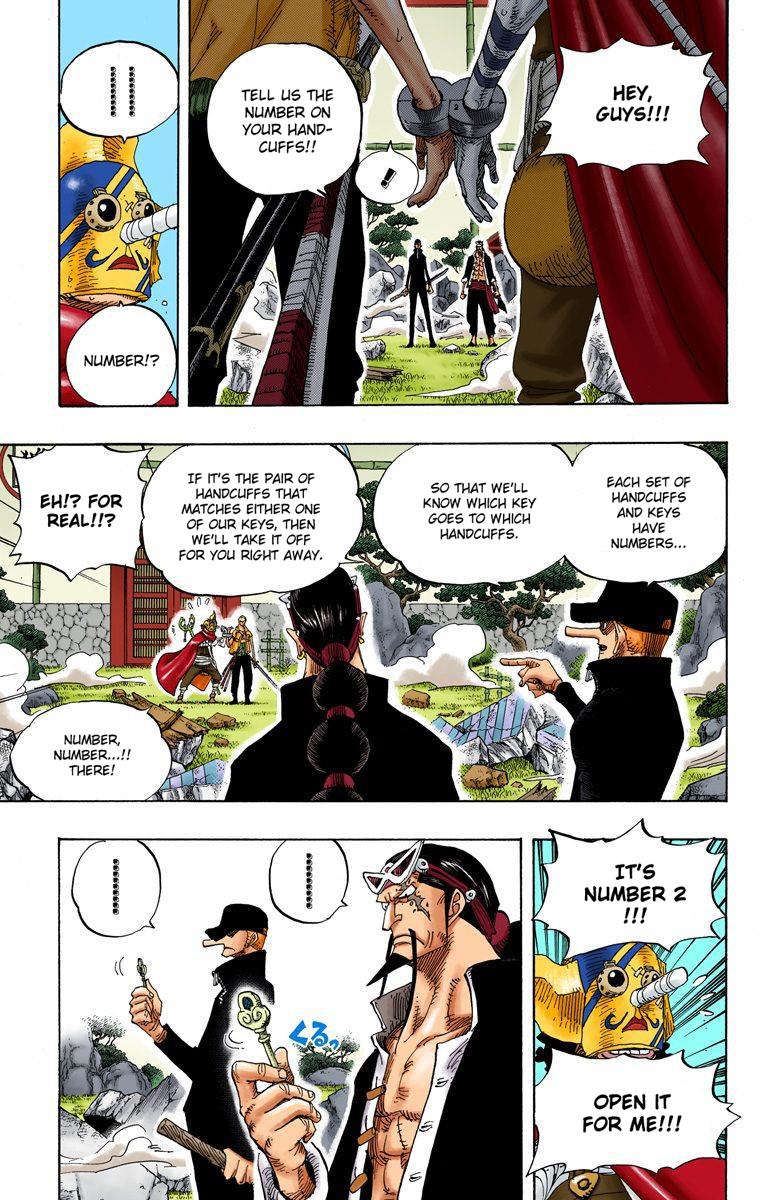 HEY,
GUYS!!!
TELL US THE
NUMBER ON
YOUR HAND-
CUFFS!!
!
2
NUMBER!?
EACH SET OF
HANDCUFFS
AND KEYS
HAVE
NUMBERS...
SO THAT WE'LL
KNOW WHICH KEY
GOES TO WHICH
HANDCUFFS.
IF IT'S THE PAIR OF
HANDCUFFS THAT
MATCHES EITHER ONE
OF OUR KEYS, THEN
WE'LL TAKE IT OFF
FOR YOU RIGHT AWAY.
EH!? FOR
REAL!!?
NUMBER,
NUMBER...!!
THERE!
IT'S
NUMBER 2
!!!
OPEN IT
FOR ME!!!
くるっ